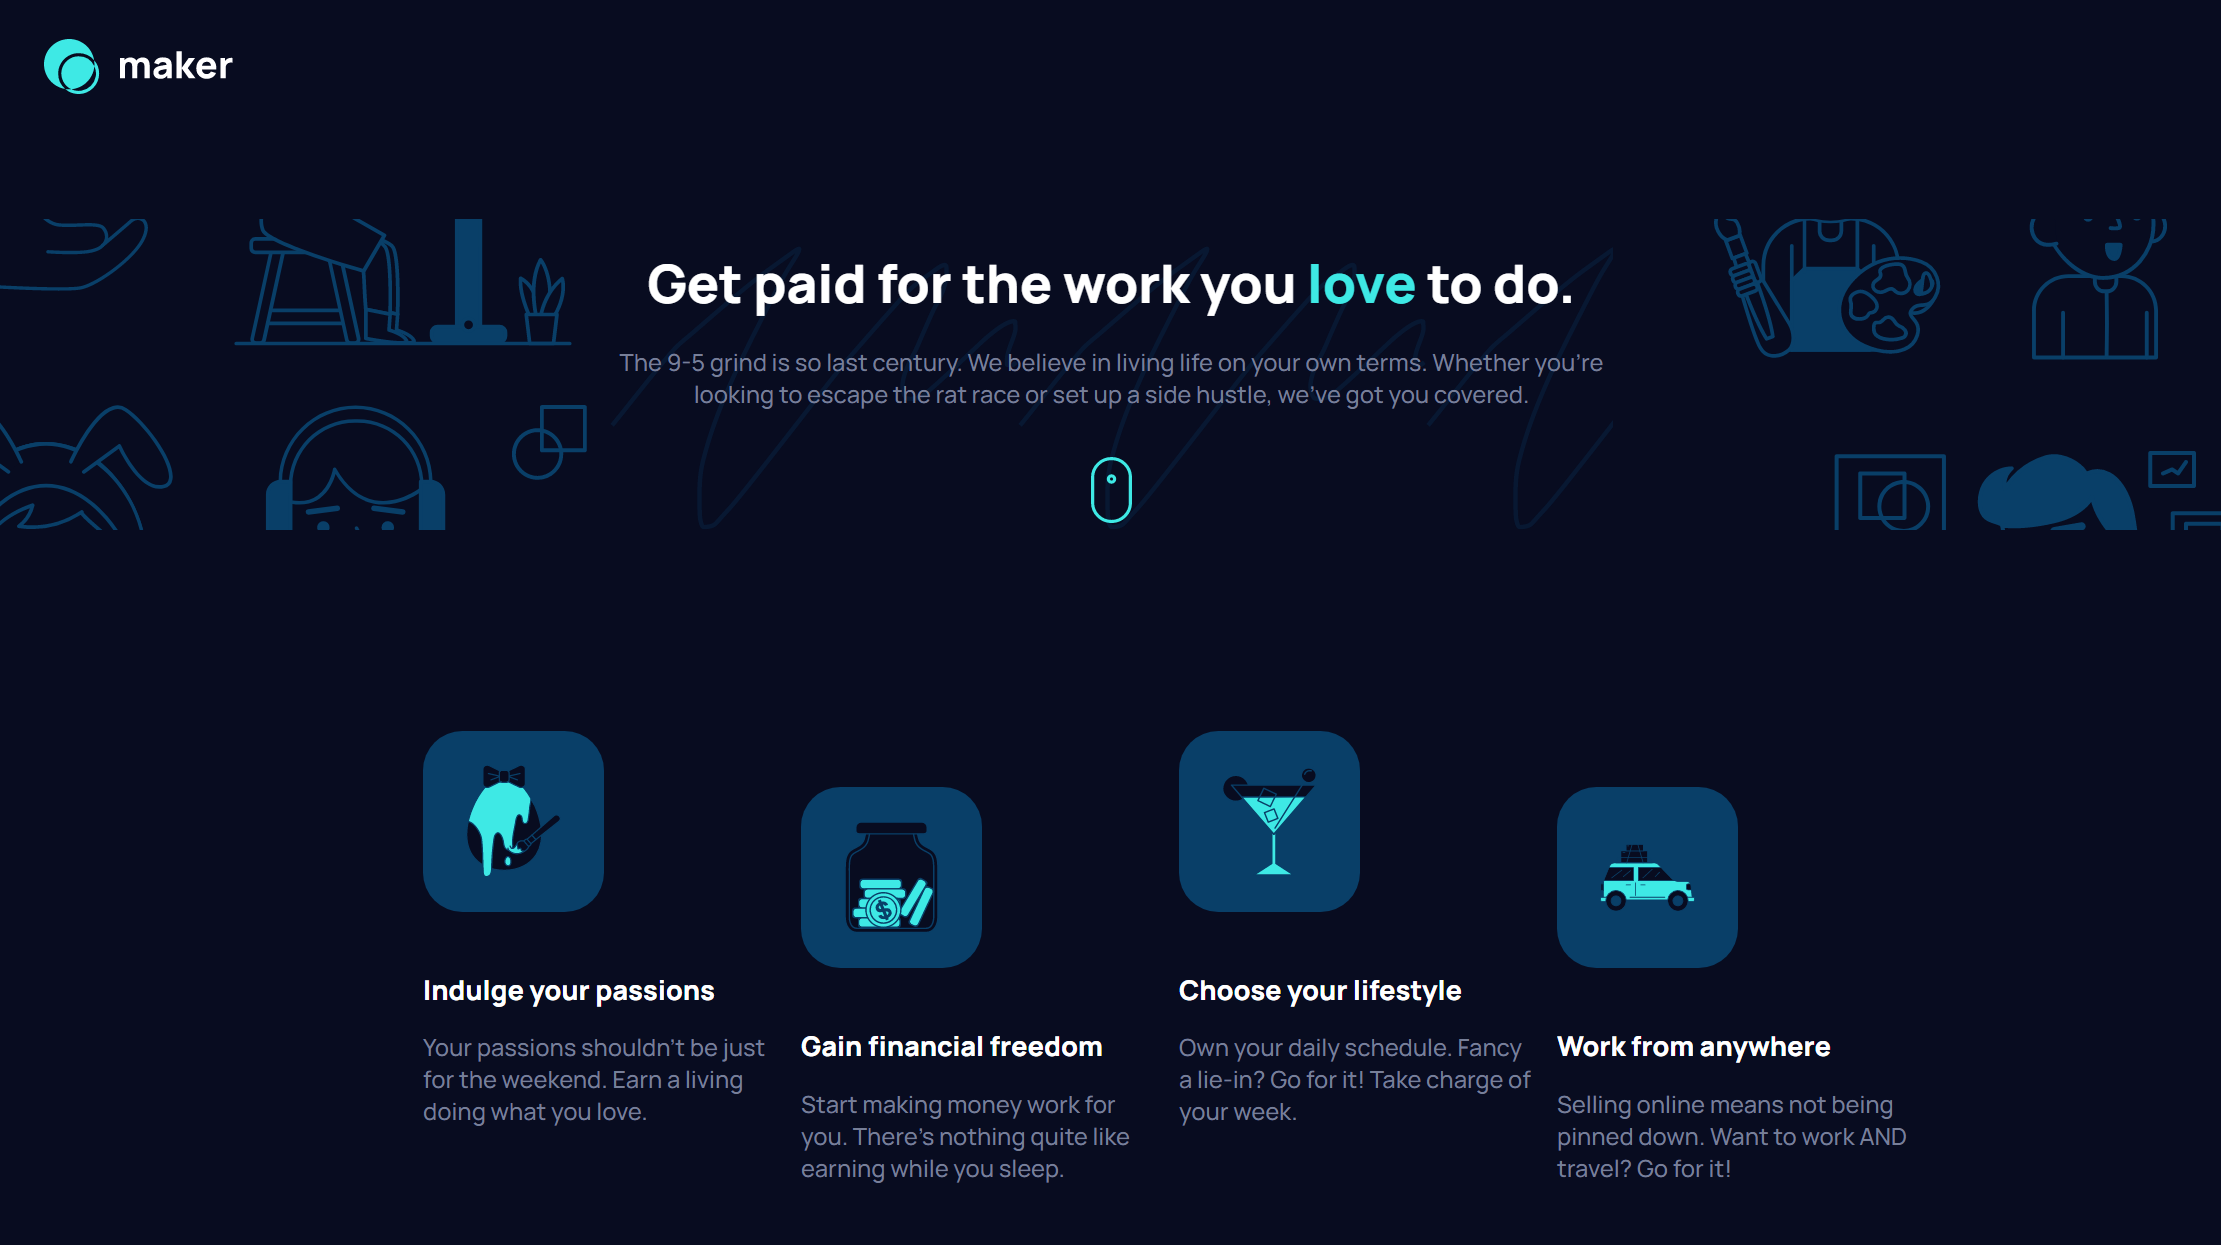 maker
Get paid for the work you love to do.
The 9-5 grind is so last century. We believe in living life on your own terms. Whether you’re
looking to escape the rat race or set up a side hustle, we’ve got you covered.
Indulge your passions
Your passions shouldn’t be just
for the weekend. Earn a living
doing what you love.
$
Gain financial freedom
Start making money work for
you. There’s nothing quite like
earning while you sleep.
Choose your lifestyle
Own your daily schedule. Fancy
a lie-in? Go for it! Take charge of
your week.
Work from anywhere
Selling online means not being
pinned down. Want to work AND
travel? Go for it!